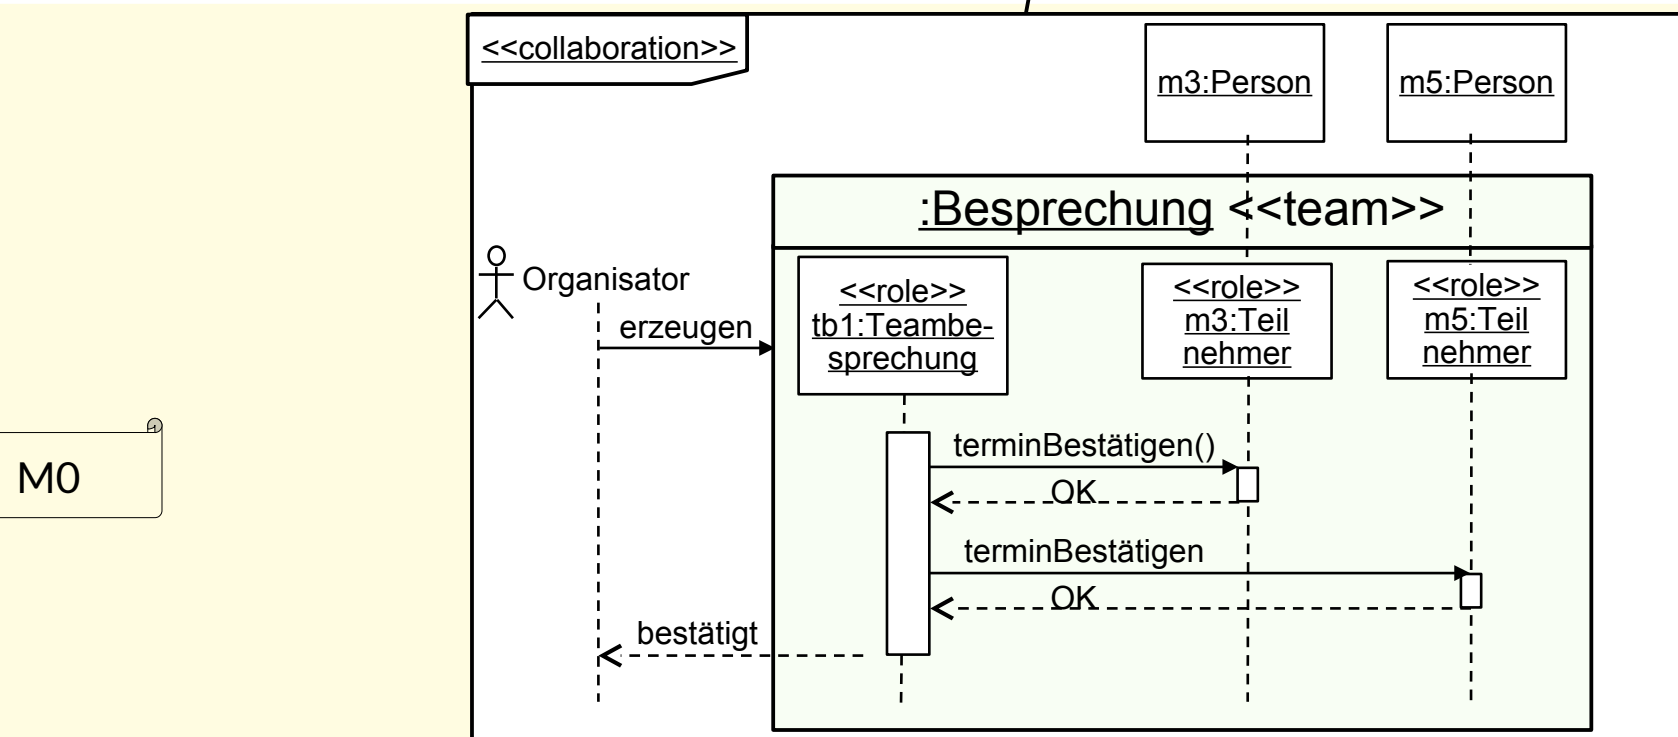 <<collaboration>>
m3:Person
m5:Person
:Besprechung <<team>>
Organisator
<<role>>
tb1:Teambe-
sprechung
<<role>>
m3:Teil
nehmer
<<role>>
m5:Teil
nehmer
erzeugen
terminBestätigen()
OK
M0
terminBestätigen
OK
bestätigt